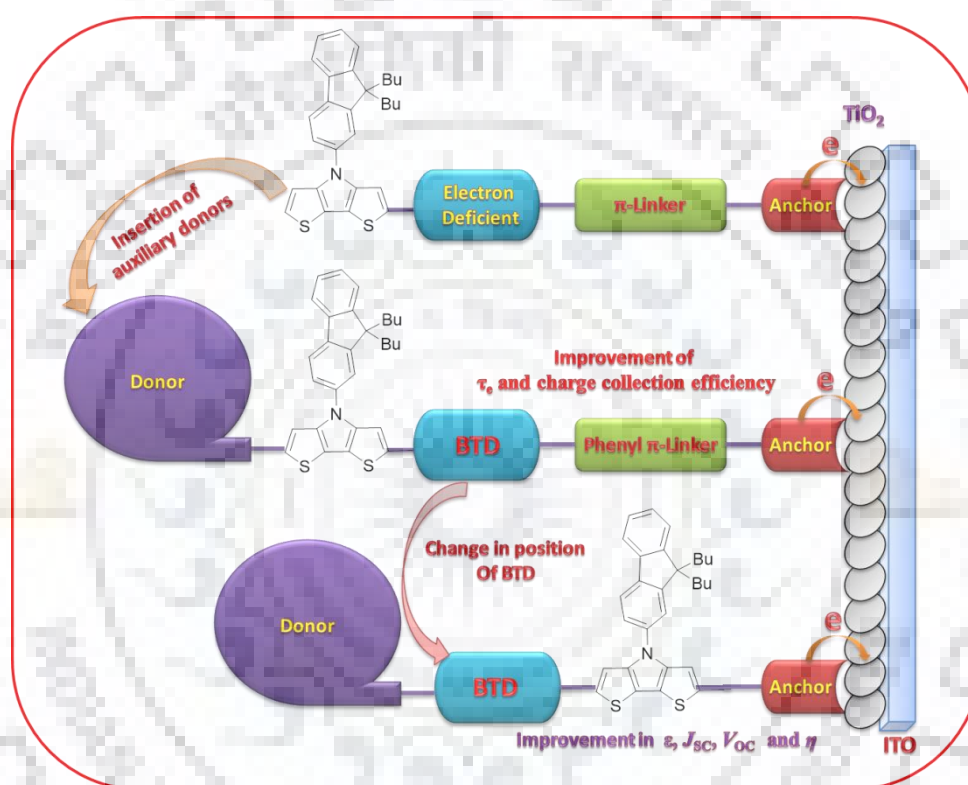 Bu
Bu
TiO₂
N
S S
Electron
Deficient
π-Linker
Anchor
e
Insertion of
auxiliary donors
Donor
Bu
Bu
N
S S
Improvement of
τe and charge collection efficiency
e
BTD
Phenyl π-Linker
Anchor
Change in position
Of BTD
Donor
Bu
Bu
N
S S
BTD
e
Anchor
Improvement in ε, JSC, VOC and η
ITO